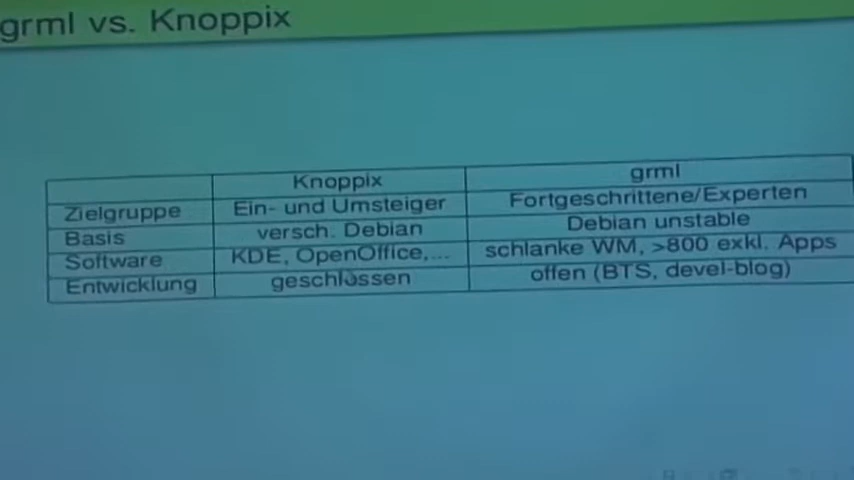 grml vs. Knoppix
Knoppix grml
Zielgruppe Ein- und Umsteiger Fortgeschrittene/Experten
Basis versch. Debian Debian unstable
Software KDE, OpenOffice,... schlanke WM, >800 exkl. Apps
Entwicklung geschlossen offen (BTS, devel-blog)